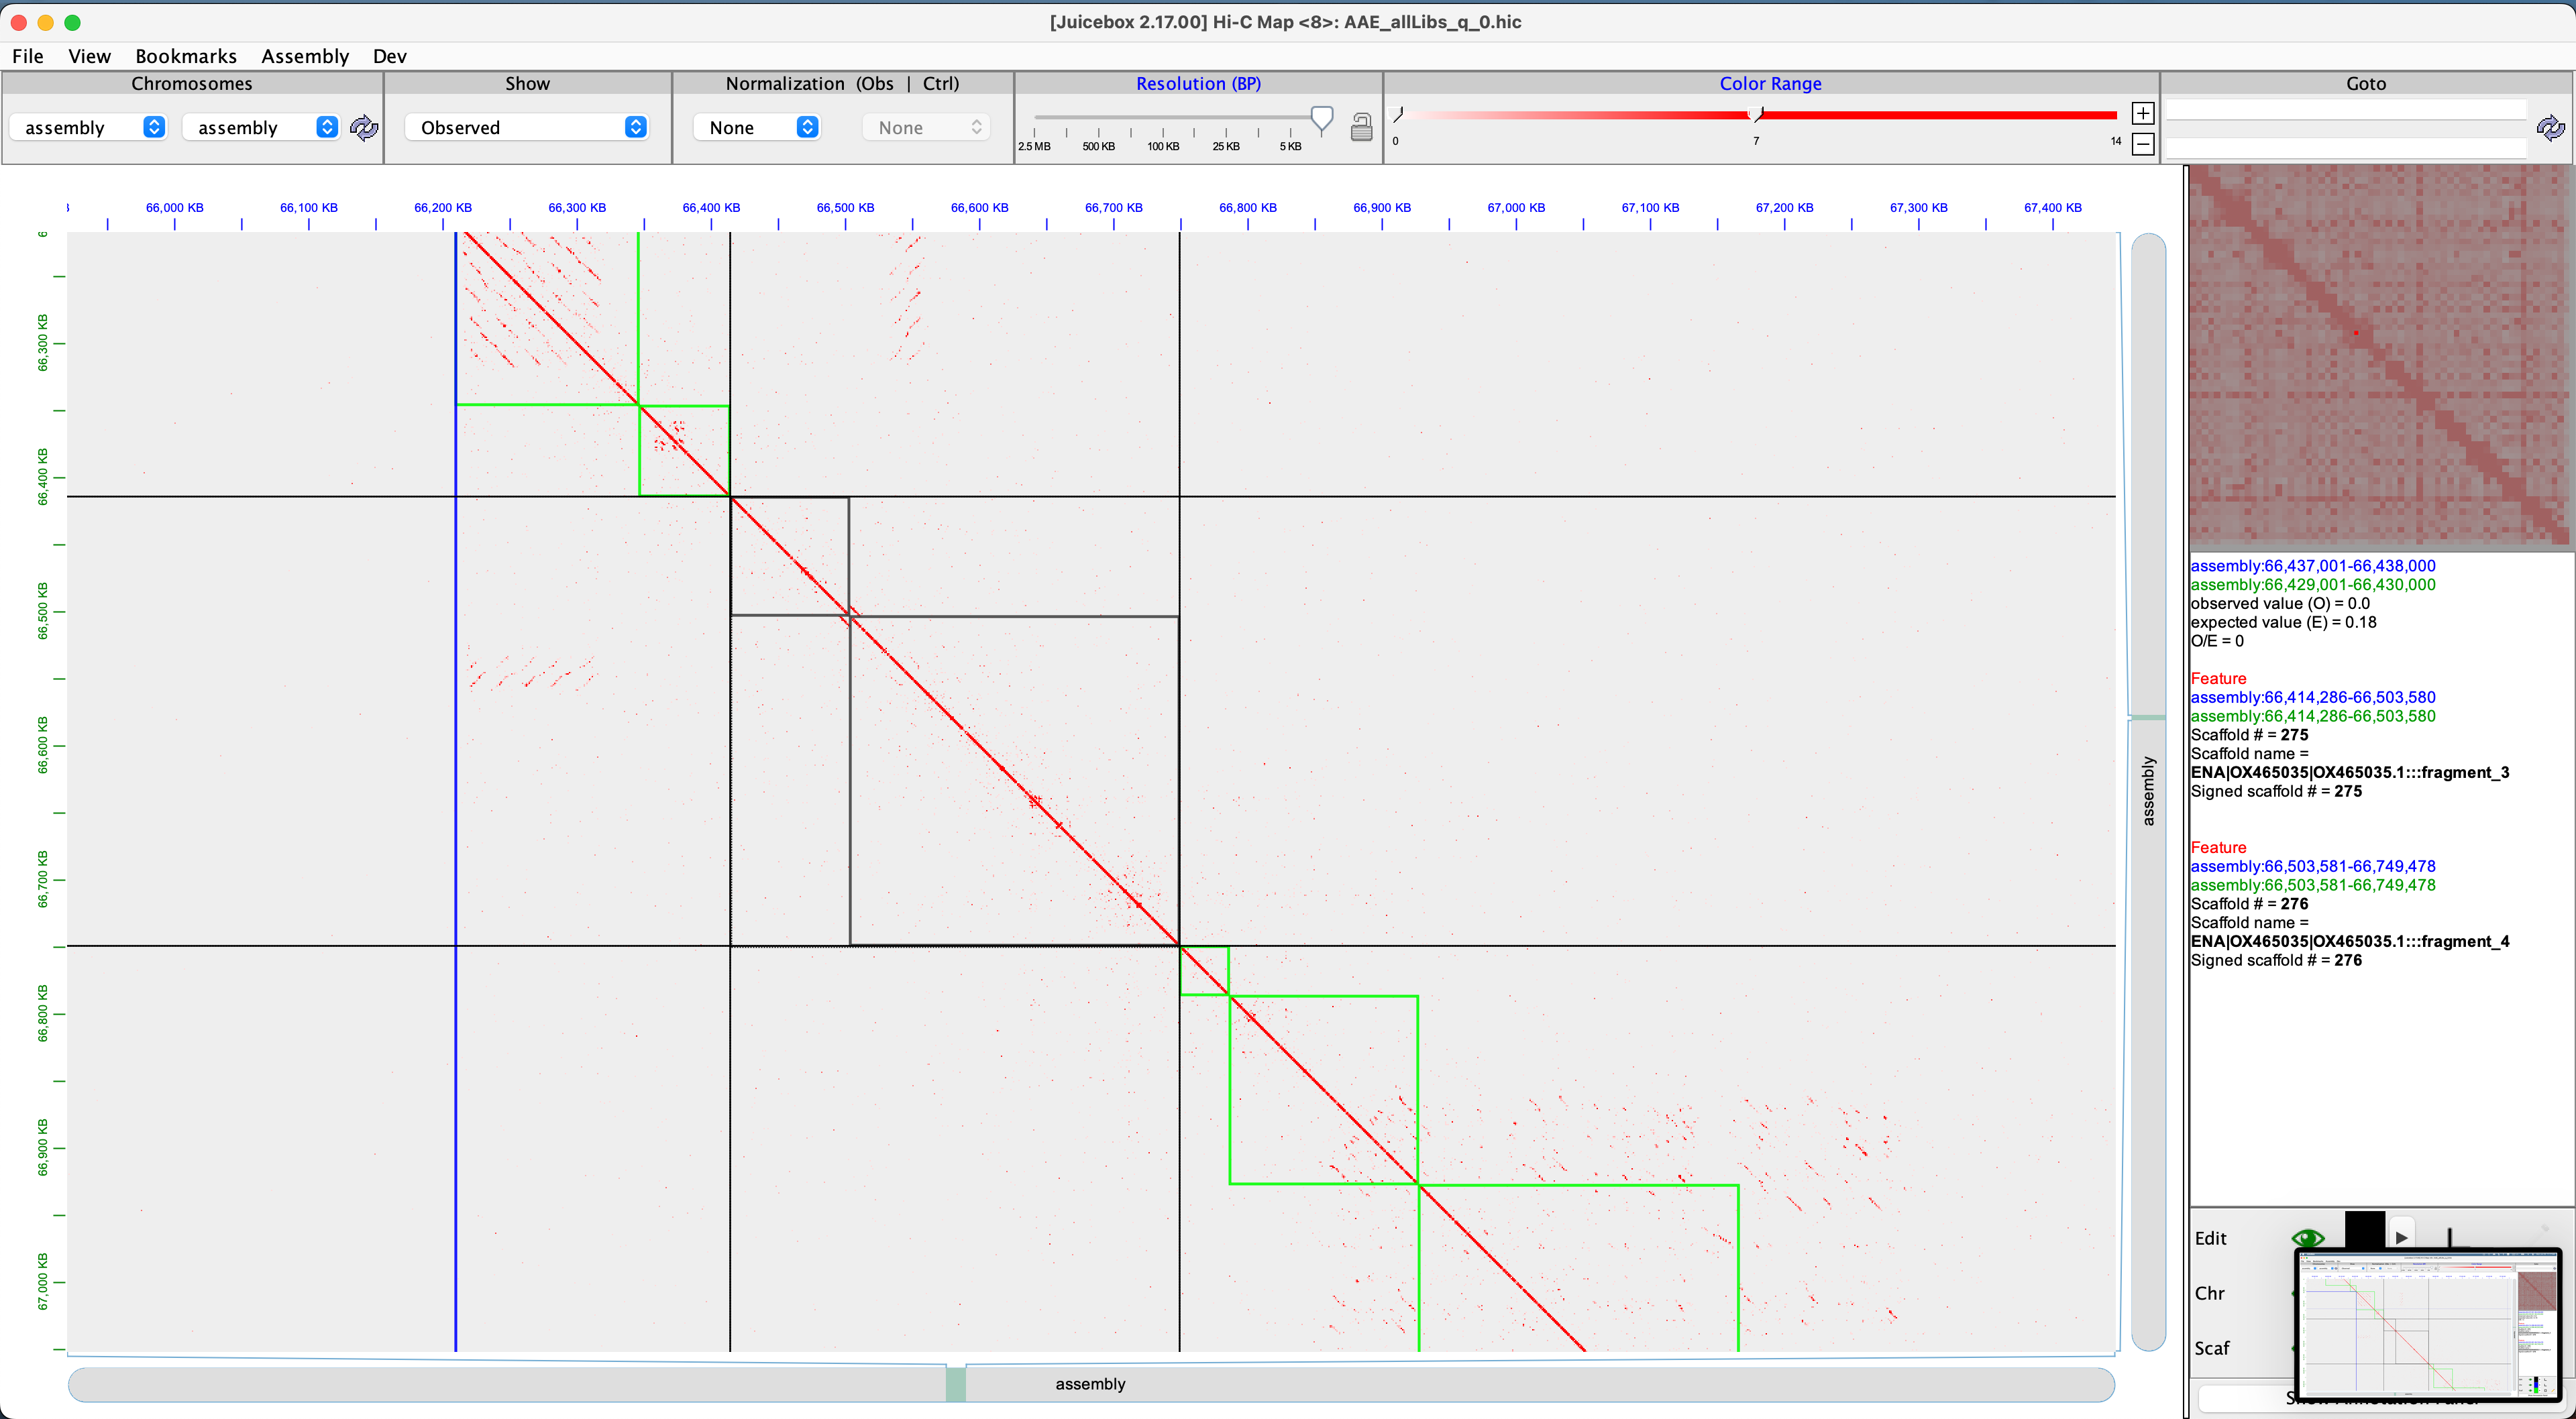 [Juicebox 2.17.00] Hi-C Map <8>: AAE_allLibs_q_0.hic
File View Bookmarks Assembly Dev
Chromosomes Show Normalization (Obs | Ctrl) Resolution (BP) Color Range Goto
assembly assembly Observed None None
2.5 MB 500 KB 100 KB 25 KB 5 KB
0 7 14
66,000 KB 66,100 KB 66,200 KB 66,300 KB 66,400 KB 66,500 KB 66,600 KB 66,700 KB 66,800 KB 66,900 KB 67,000 KB 67,100 KB 67,200 KB 67,300 KB 67,400 KB
66,300 KB
66,400 KB
66,500 KB
66,600 KB
66,700 KB
66,800 KB
66,900 KB
67,000 KB
assembly
assembly
assembly:66,437,001-66,438,000
assembly:66,429,001-66,430,000
observed value (O) = 0.0
expected value (E) = 0.18
O/E = 0
Feature
assembly:66,414,286-66,503,580
assembly:66,414,286-66,503,580
Scaffold # = 275
Scaffold name =
ENA|OX465035|OX465035.1:::fragment_3
Signed scaffold # = 275
Feature
assembly:66,503,581-66,749,478
assembly:66,503,581-66,749,478
Scaffold # = 276
Scaffold name =
ENA|OX465035|OX465035.1:::fragment_4
Signed scaffold # = 276
Edit
Chr
Scaf